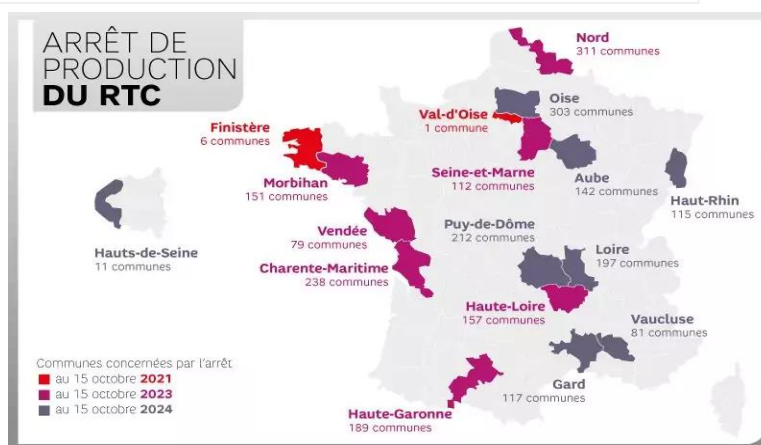 ARRÊT DE
PRODUCTION
DU RTC
Nord
311 communes
Oise
303 communes
Val-d'Oise
1 commune
Finistère
6 communes
Seine-et-Marne
112 communes
Aube
142 communes
Haut-Rhin
115 communes
Morbihan
151 communes
Hauts-de-Seine
11 communes
Vendée
79 communes
Puy-de-Dôme
212 communes
Loire
197 communes
Charente-Maritime
238 communes
Haute-Loire
157 communes
Vaucluse
81 communes
Gard
117 communes
Haute-Garonne
189 communes
Communes concernées par l'arrêt
au 15 octobre 2021
au 15 octobre 2023
au 15 octobre 2024